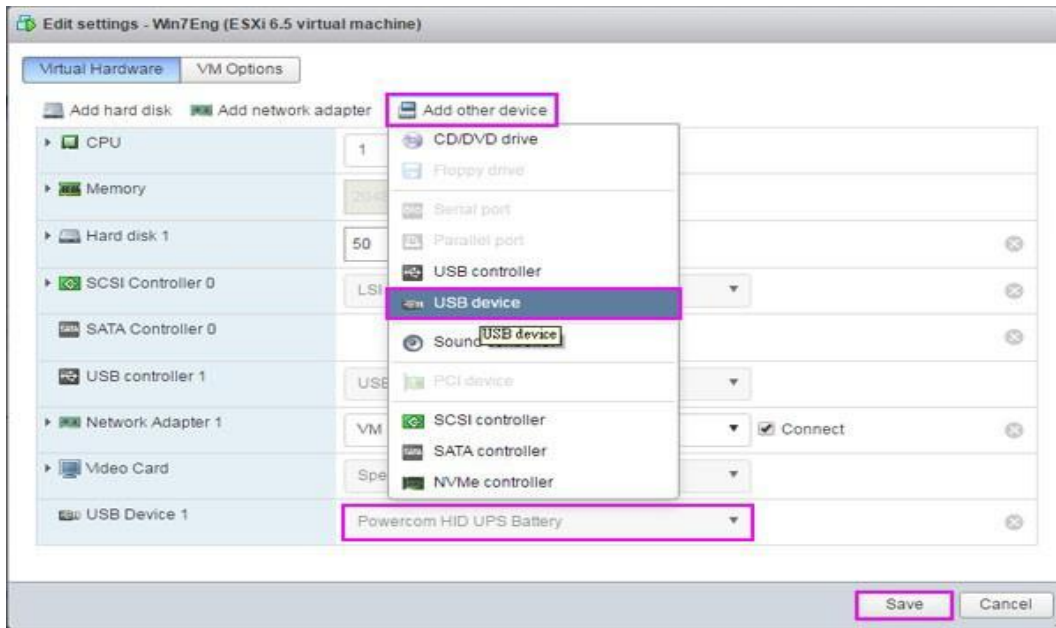 Edit settings - Win7Eng (ESXi 6.5 virtual machine)
Virtual Hardware VM Options
Add hard disk Add network adapter Add other device
CPU 1
CD/DVD drive
Floppy drive
Memory
Serial port
Hard disk 1 50
Parallel port
USB controller
SCSI Controller 0 LSI
USB device
USB device
SATA Controller 0
Sound
USB controller 1 USB
PCI device
Network Adapter 1 VM
SCSI controller
Connect
SATA controller
Video Card Spe
NVMe controller
USB Device 1 Powercom HID UPS Battery
Save Cancel